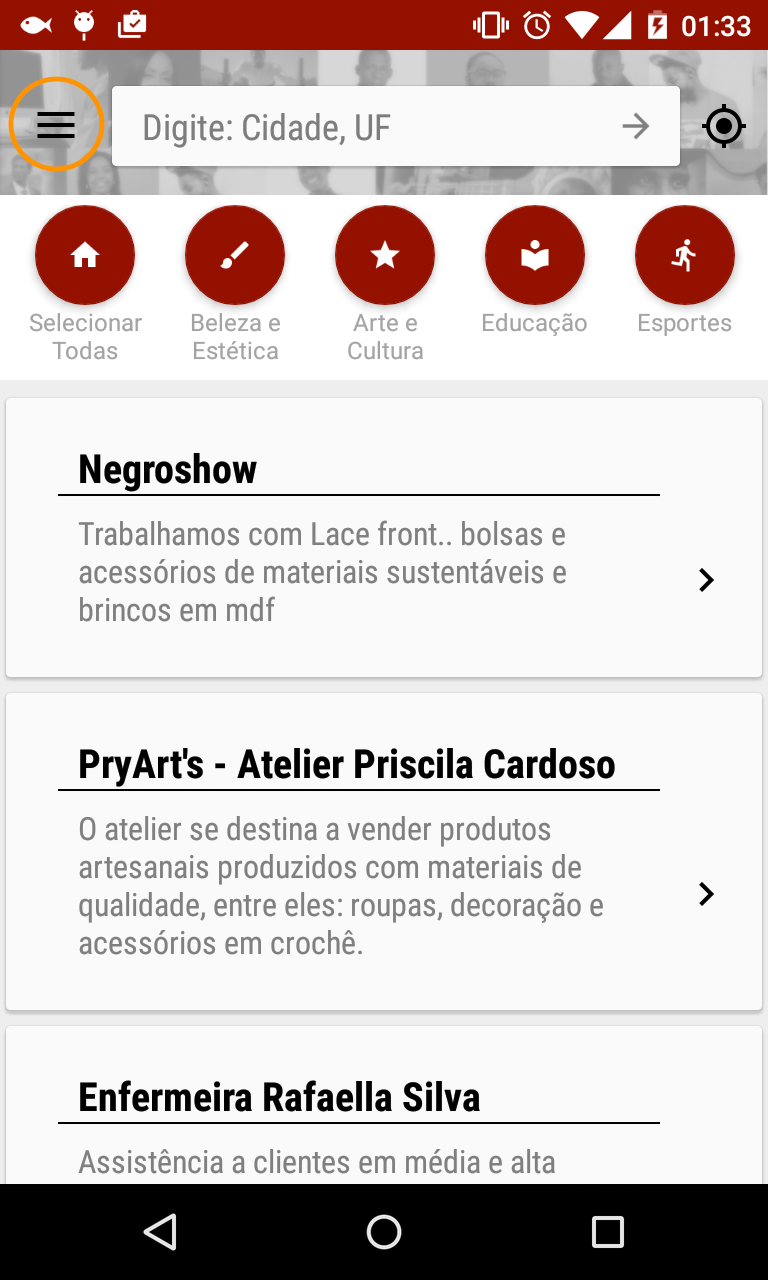 01:33
Digite: Cidade, UF
Selecionar
Todas
Beleza e
Estética
Arte e
Cultura
Educação
Esportes
Negroshow
Trabalhamos com Lace front.. bolsas e
acessórios de materiais sustentáveis e
brincos em mdf
PryArt's - Atelier Priscila Cardoso
O atelier se destina a vender produtos
artesanais produzidos com materiais de
qualidade, entre eles: roupas, decoração e
acessórios em crochê.
Enfermeira Rafaella Silva
Assistência a clientes em média e alta